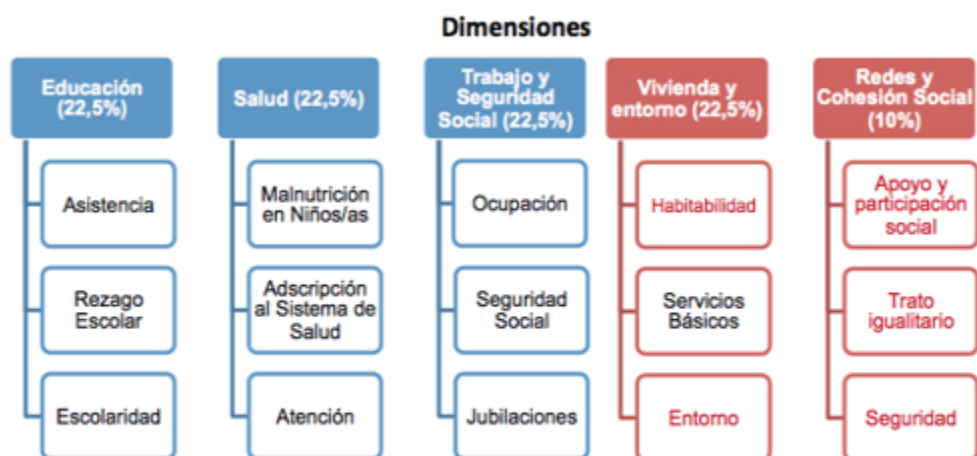 Dimensiones
Educación
(22,5%)
Asistencia
Rezago
Escolar
Escolaridad
Salud (22,5%)
Malnutrición
en Niños/as
Adscripción
al Sistema de
Salud
Atención
Trabajo y
Seguridad
Social (22,5%)
Ocupación
Seguridad
Social
Jubilaciones
Vivienda y
entorno (22,5%)
Habitabilidad
Servicios
Básicos
Entorno
Redes y
Cohesión Social
(10%)
Apoyo y
participación
social
Trato
igualitario
Seguridad